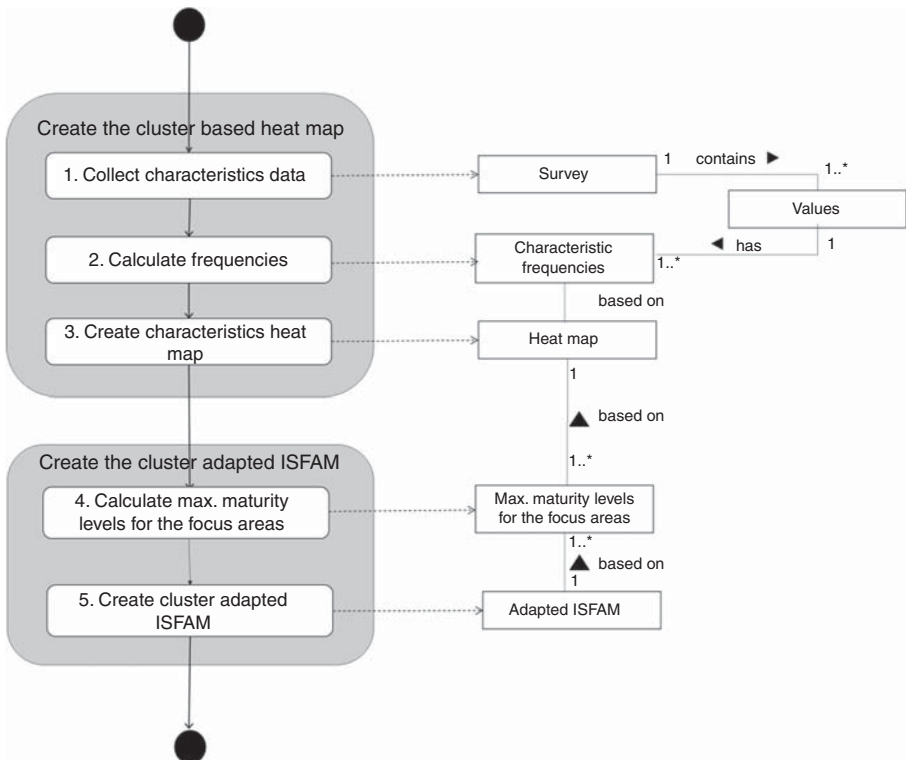 Create the cluster based heat map
1. Collect characteristics data
Survey
1 contains ▶
1..*
Values
2. Calculate frequencies
Characteristic
frequencies
◀ has
1
1..*
based on
3. Create characteristics heat
map
Heat map
1
▲ based on
1..*
Create the cluster adapted ISFAM
4. Calculate max. maturity
levels for the focus areas
Max. maturity levels
for the focus areas
1..*
▲ based on
1
5. Create cluster adapted
ISFAM
Adapted ISFAM